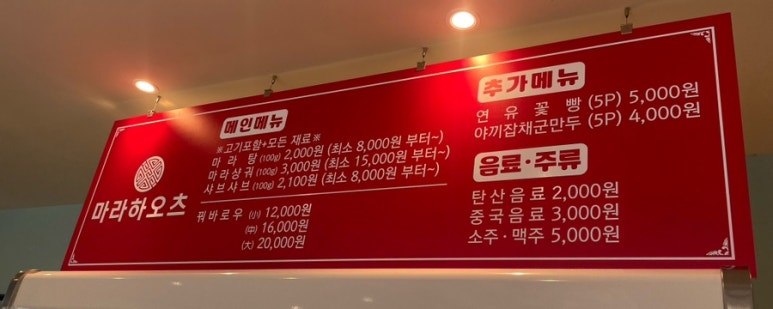 마라하오츠
메인메뉴
※고기포함+모든 재료※
마 라 탕 (100g) 2,000원 (최소 8,000원 부터~)
마라샹궈 (100g) 3,000원 (최소 15,000원 부터~)
샤브샤브 (100g) 2,100원 (최소 8,000원 부터~)
꿔바로우 (小) 12,000원
(中) 16,000원
(大) 20,000원
추가메뉴
연 유 꽃 빵 (5P) 5,000원
야끼잡채군만두 (5P) 4,000원
음료·주류
탄산음료 2,000원
중국음료 3,000원
소주·맥주 5,000원